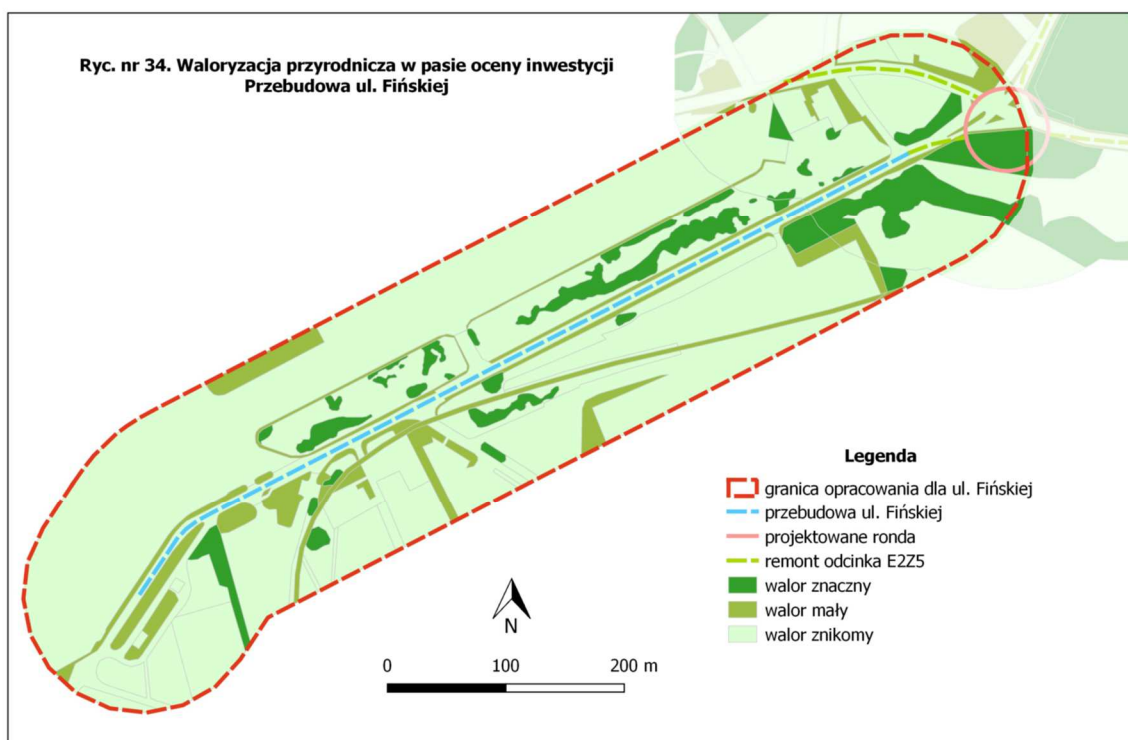 Ryc. nr 34. Waloryzacja przyrodnicza w pasie oceny inwestycji
Przebudowa ul. Fińskiej
Legenda
granica opracowania dla ul. Fińskiej
przebudowa ul. Fińskiej
projektowane ronda
remont odcinka E2Z5
walor znaczny
walor mały
walor znikomy
N
0 100 200 m